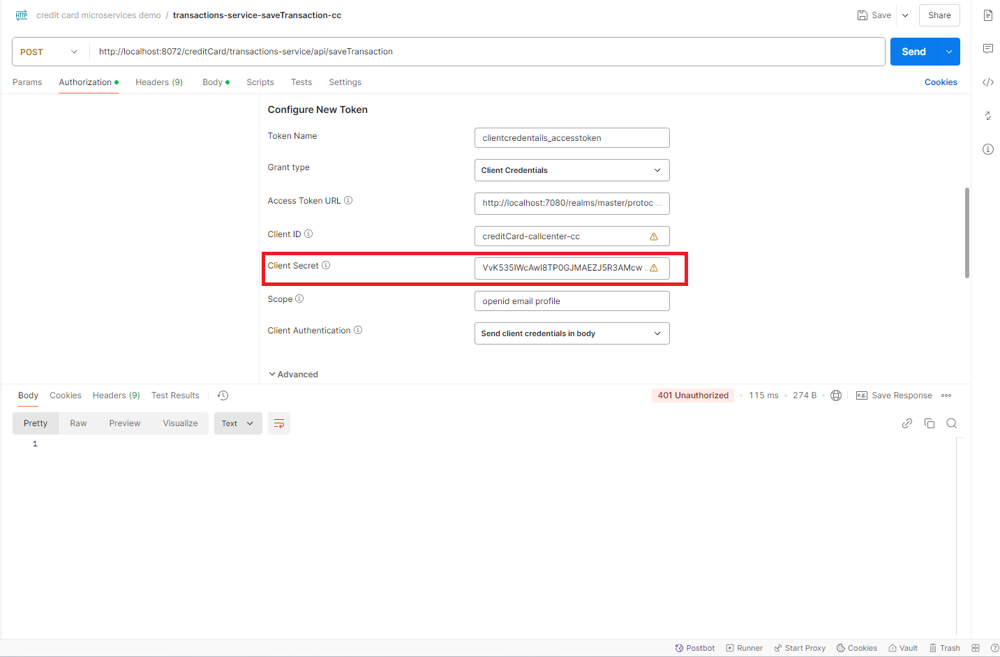 HTTP credit card microservices demo / transactions-service-saveTransaction-cc Save Share
POST http://localhost:8072/creditCard/transactions-service/api/saveTransaction Send
Params Authorization Headers (9) Body Scripts Tests Settings Cookies
Configure New Token
Token Name clientcredentails_accesstoken
Grant type Client Credentials
Access Token URL http://localhost:7080/realms/master/protoc ...
Client ID creditCard-callcenter-cc
Client Secret VvK535IWcAwI8TP0GJMAEZJ5R3AMcw ...
Scope openid email profile
Client Authentication Send client credentials in body
Advanced
Body Cookies Headers (9) Test Results 401 Unauthorized 115 ms 274 B e.g. Save Response
Pretty Raw Preview Visualize Text
1
Postbot Runner Start Proxy Cookies Vault Trash